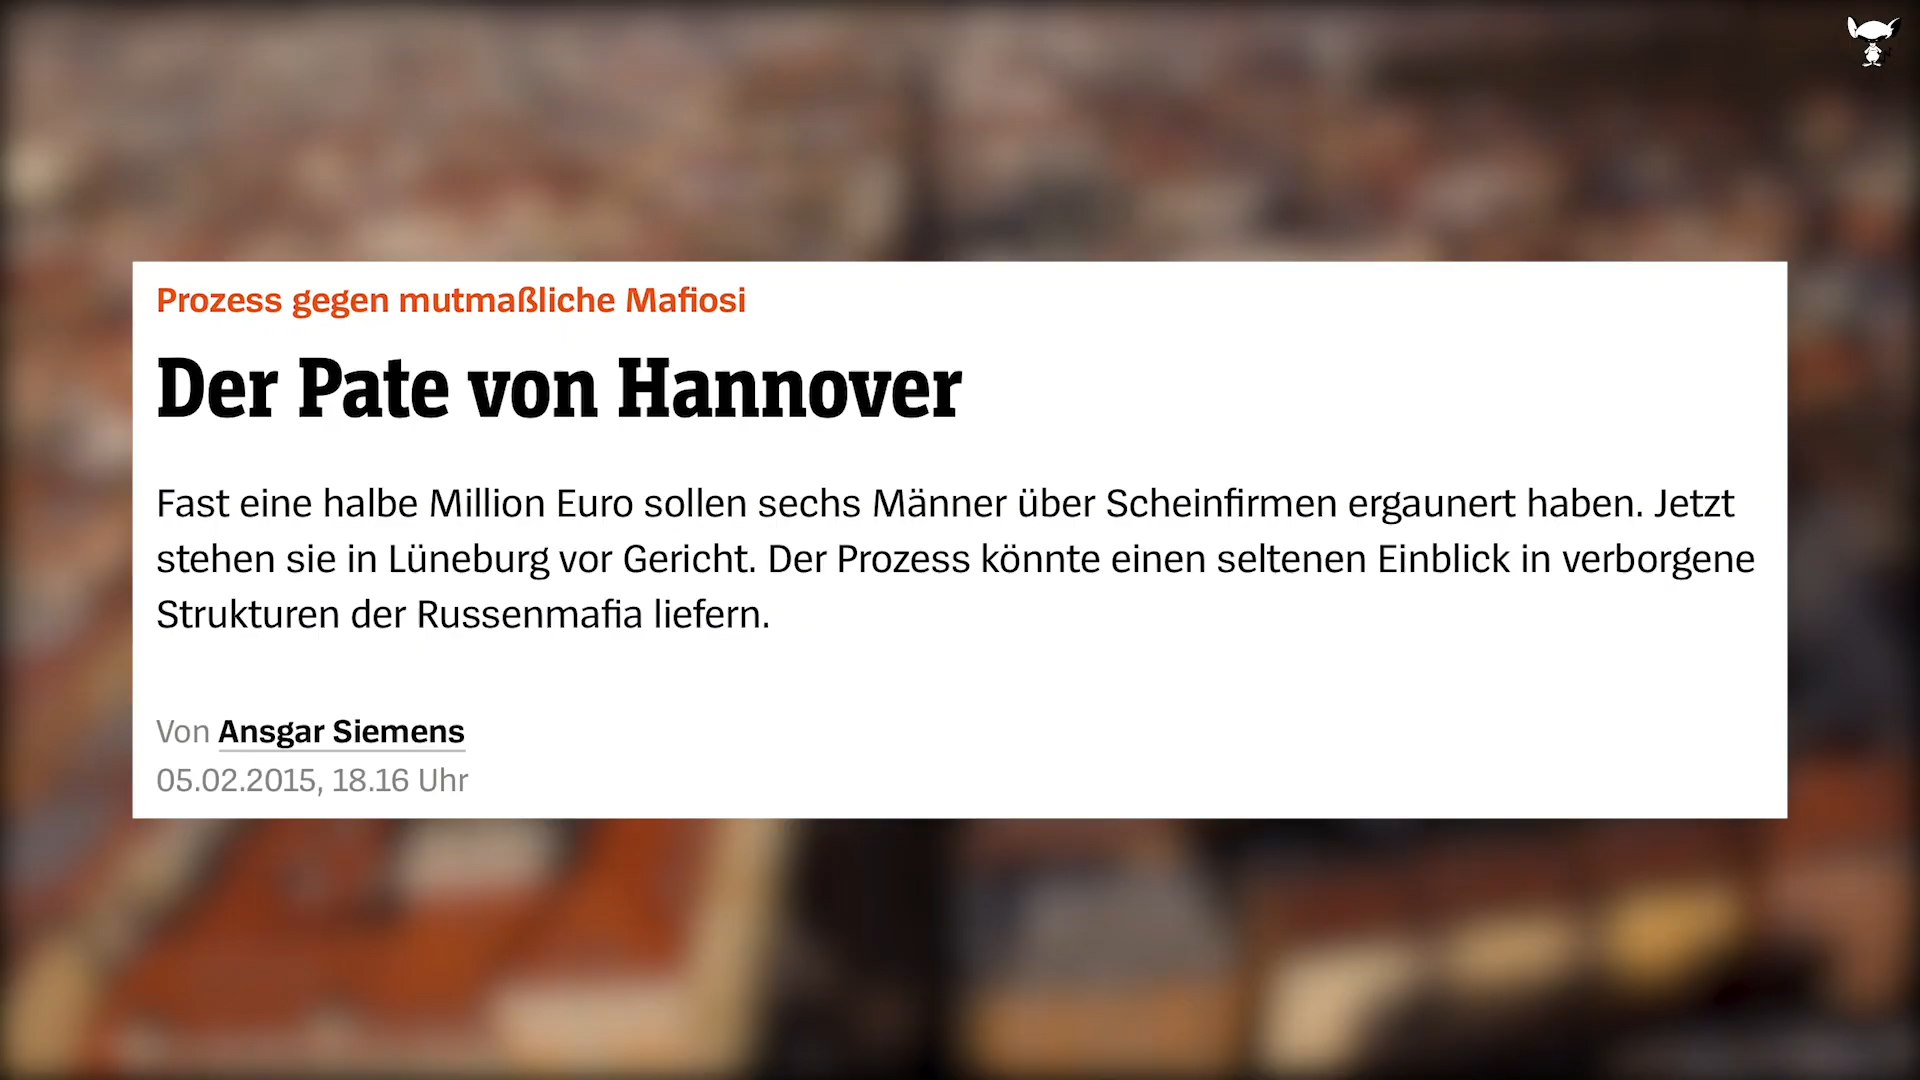 Prozess gegen mutmaßliche Mafiosi
Der Pate von Hannover
Fast eine halbe Million Euro sollen sechs Männer über Scheinfirmen ergaunert haben. Jetzt
stehen sie in Lüneburg vor Gericht. Der Prozess könnte einen seltenen Einblick in verborgene
Strukturen der Russenmafia liefern.
Von Ansgar Siemens
05.02.2015, 18.16 Uhr